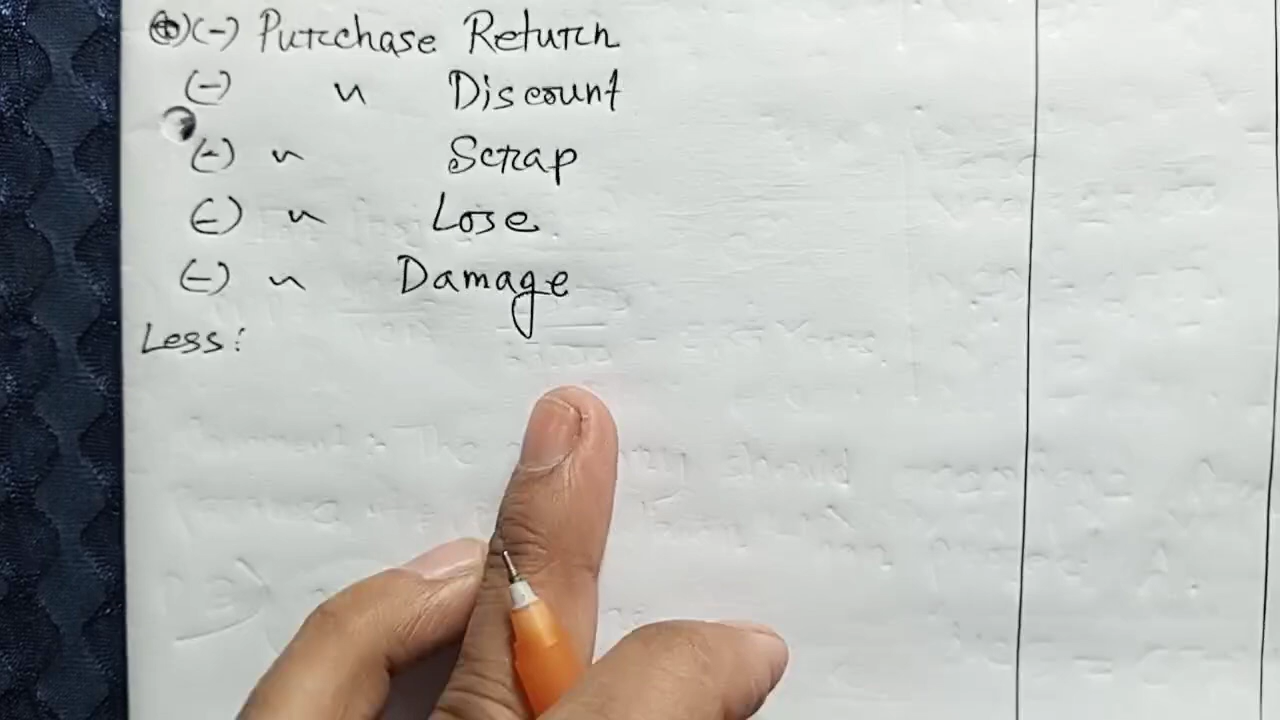 (+)(-) Purchase Return
(-) " Discount
(-) " Scrap
(-) " Lose
(-) " Damage
Less: